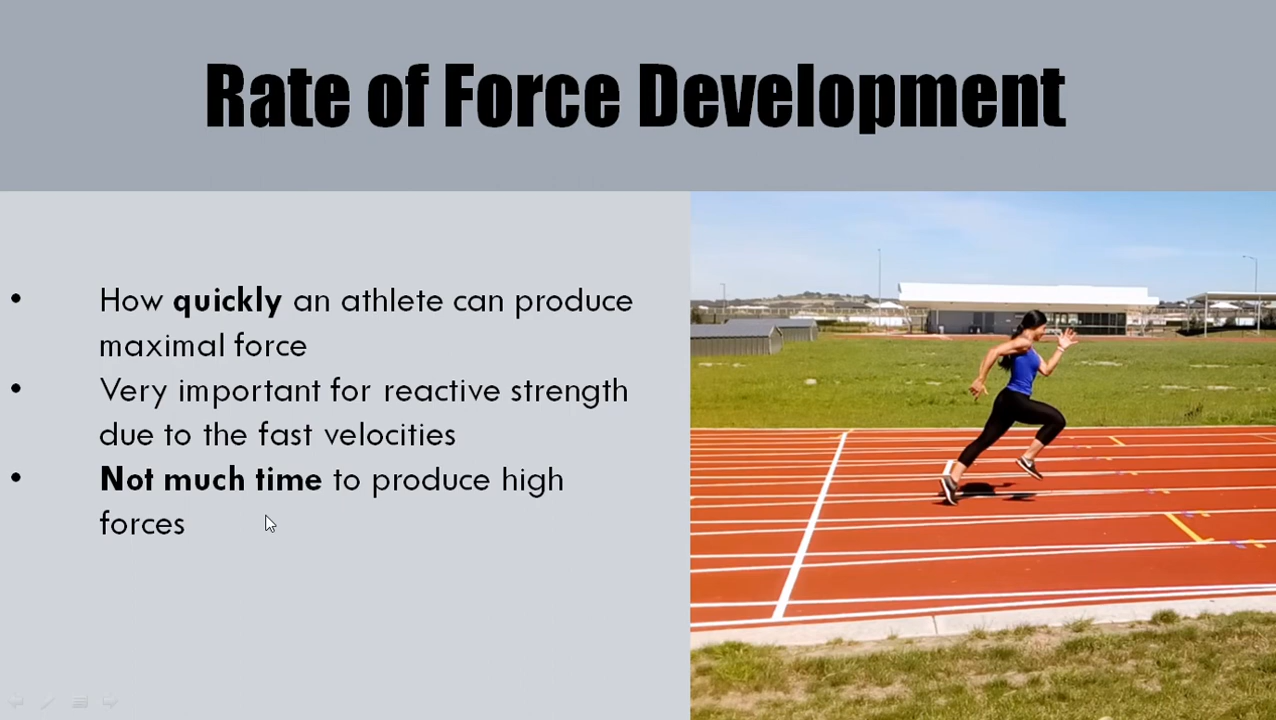 Rate of Force Development
• How quickly an athlete can produce
maximal force
• Very important for reactive strength
due to the fast velocities
• Not much time to produce high
forces